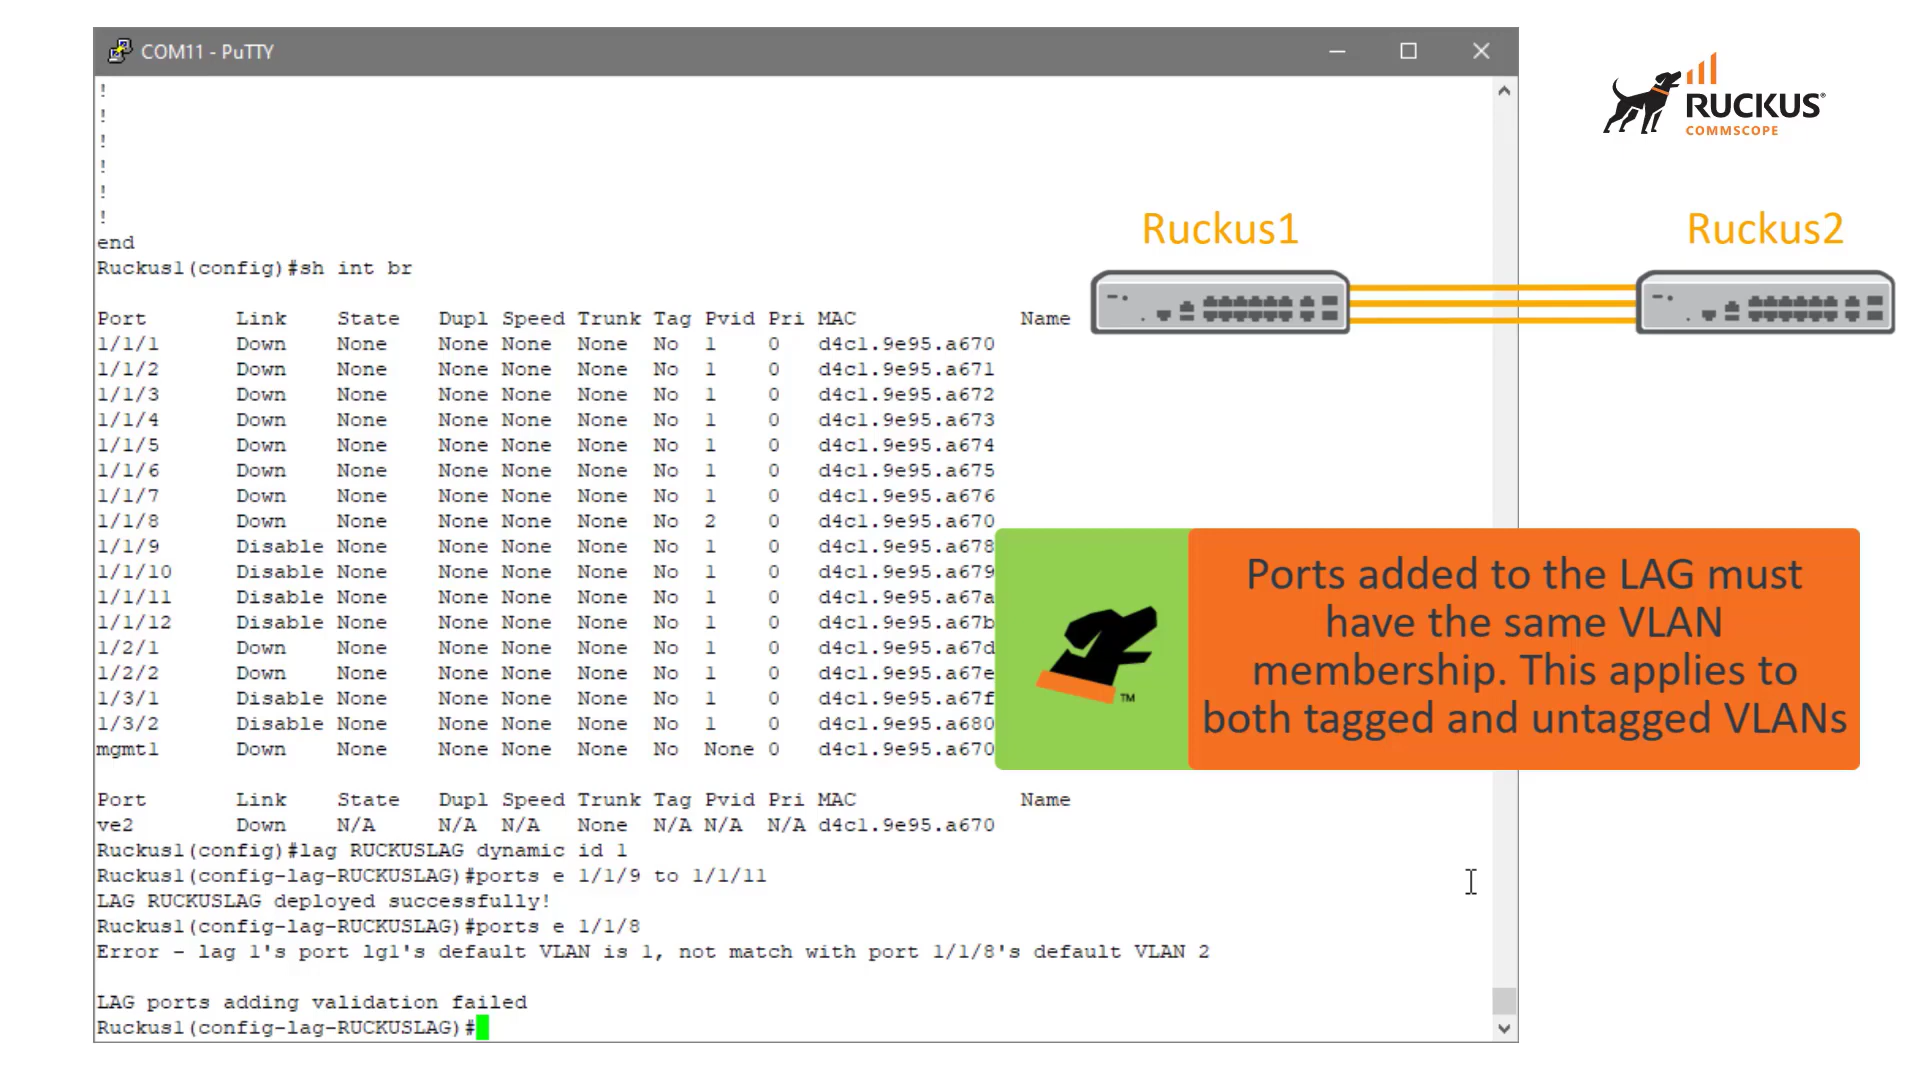 COM11 - PuTTY
!
!
!
!
!
!
end
Ruckus1(config)#sh int br
Port Link State Dupl Speed Trunk Tag Pvid Pri MAC Name
1/1/1 Down None None None None No 1 0 d4c1.9e95.a670
1/1/2 Down None None None None No 1 0 d4c1.9e95.a671
1/1/3 Down None None None None No 1 0 d4c1.9e95.a672
1/1/4 Down None None None None No 1 0 d4c1.9e95.a673
1/1/5 Down None None None None No 1 0 d4c1.9e95.a674
1/1/6 Down None None None None No 1 0 d4c1.9e95.a675
1/1/7 Down None None None None No 1 0 d4c1.9e95.a676
1/1/8 Down None None None None No 2 0 d4c1.9e95.a670
1/1/9 Disable None None None None No 1 0 d4c1.9e95.a678
1/1/10 Disable None None None None No 1 0 d4c1.9e95.a679
1/1/11 Disable None None None None No 1 0 d4c1.9e95.a67a
1/1/12 Disable None None None None No 1 0 d4c1.9e95.a67b
1/2/1 Down None None None None No 1 0 d4c1.9e95.a67d
1/2/2 Down None None None None No 1 0 d4c1.9e95.a67e
1/3/1 Disable None None None None No 1 0 d4c1.9e95.a67f
1/3/2 Disable None None None None No 1 0 d4c1.9e95.a680
mgmt1 Down None None None None No None 0 d4c1.9e95.a670
Port Link State Dupl Speed Trunk Tag Pvid Pri MAC Name
ve2 Down N/A N/A N/A None N/A N/A N/A d4c1.9e95.a670
Ruckus1(config)#lag RUCKUSLAG dynamic id 1
Ruckus1(config-lag-RUCKUSLAG)#ports e 1/1/9 to 1/1/11
LAG RUCKUSLAG deployed successfully!
Ruckus1(config-lag-RUCKUSLAG)#ports e 1/1/8
Error - lag 1's port lg1's default VLAN is 1, not match with port 1/1/8's default VLAN 2
LAG ports adding validation failed
Ruckus1(config-lag-RUCKUSLAG)#
RUCKUS®
COMMSCOPE
Ruckus1
Ruckus2
TM
Ports added to the LAG must
have the same VLAN
membership. This applies to
both tagged and untagged VLANs